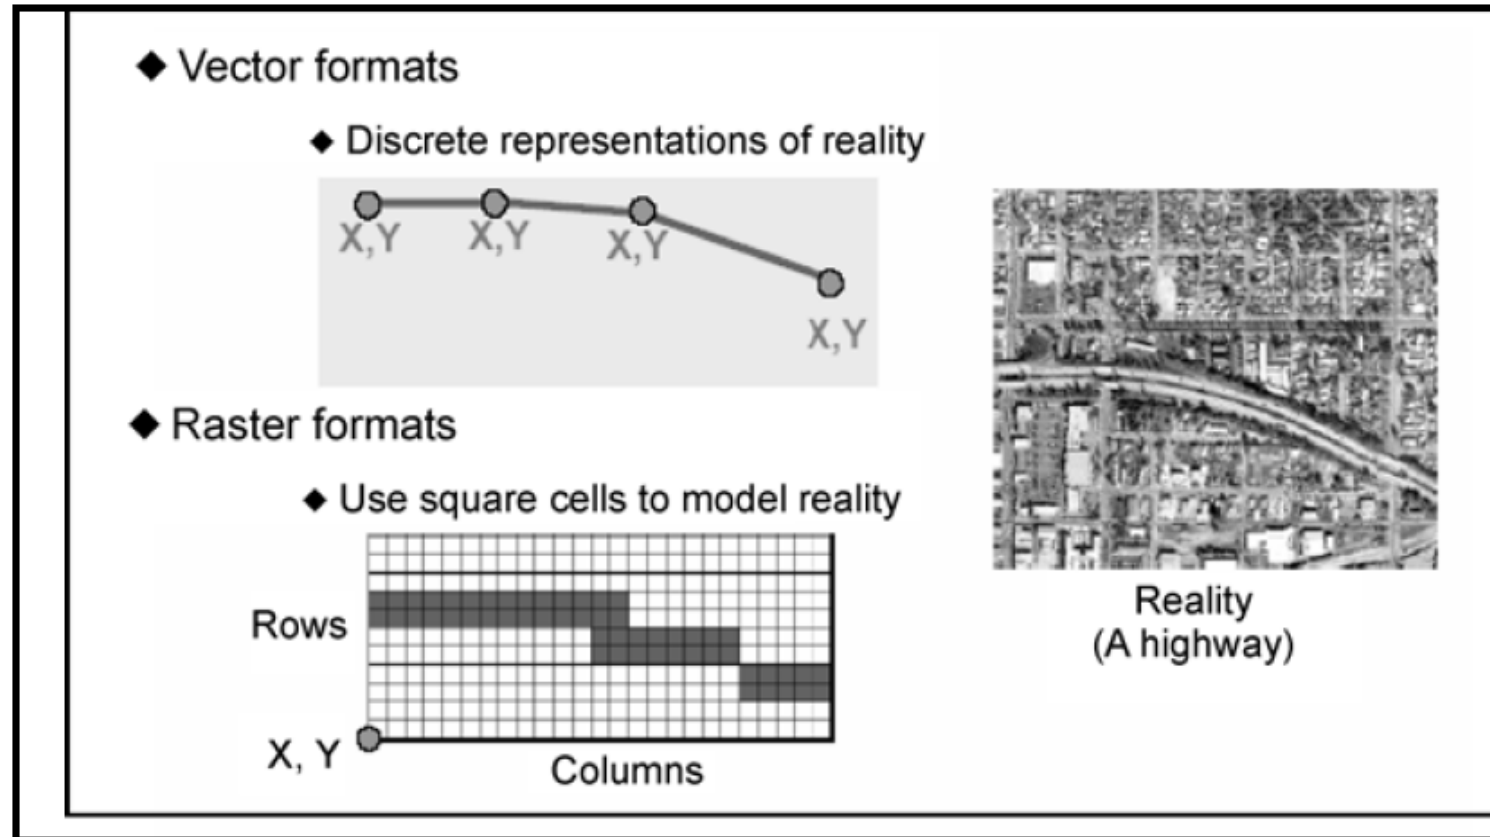 ◆ Vector formats
◆ Discrete representations of reality
X,Y
X,Y
X,Y
X,Y
◆ Raster formats
◆ Use square cells to model reality
Rows
X, Y
Columns
Reality
(A highway)